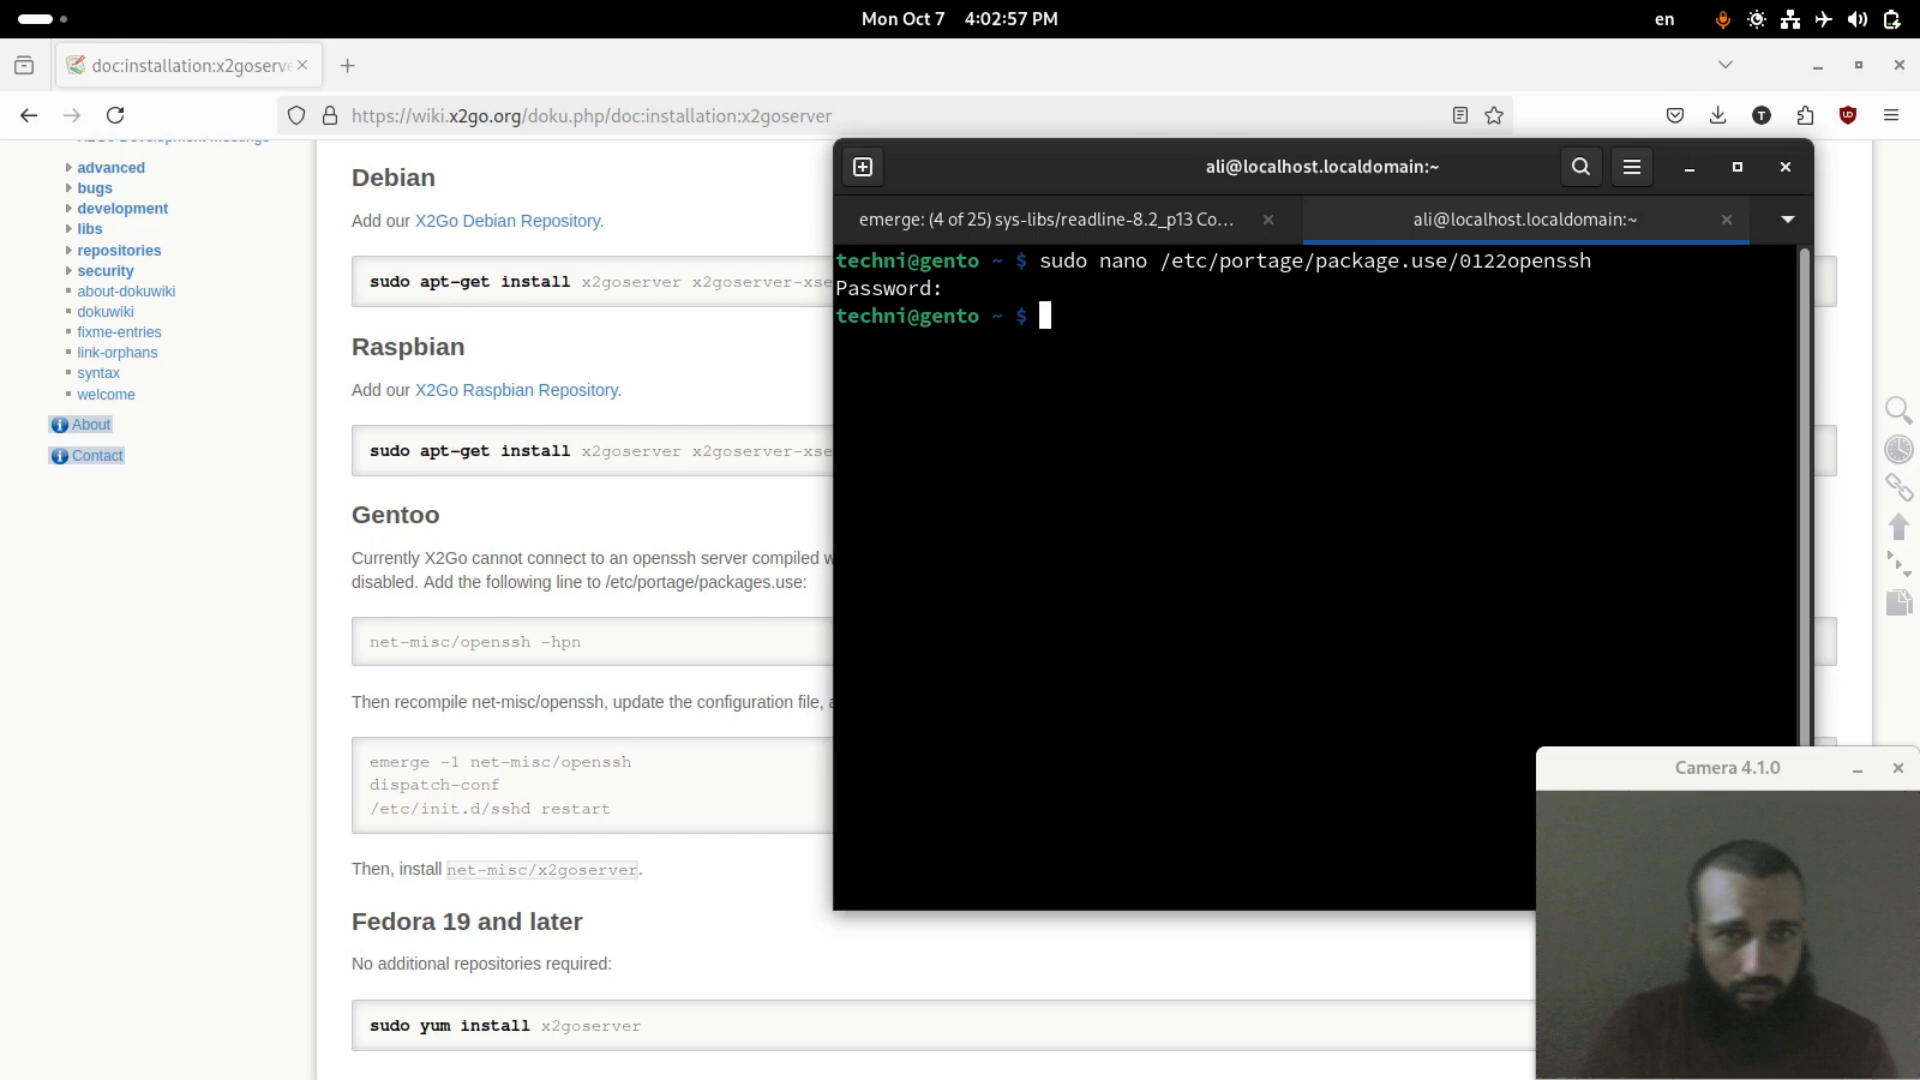 Mon Oct 7 4:02:57 PM
en
doc:installation:x2goserve
https://wiki.x2go.org/doku.php/doc:installation:x2goserver
advanced
bugs
development
libs
repositories
security
about-dokuwiki
dokuwiki
fixme-entries
link-orphans
syntax
welcome
About
Contact
Debian
Add our X2Go Debian Repository.
sudo apt-get install x2goserver x2goserver-xse
Raspbian
Add our X2Go Raspbian Repository.
sudo apt-get install x2goserver x2goserver-xse
Gentoo
Currently X2Go cannot connect to an openssh server compiled w
disabled. Add the following line to /etc/portage/packages.use:
net-misc/openssh -hpn
Then recompile net-misc/openssh, update the configuration file, a
emerge -1 net-misc/openssh
dispatch-conf
/etc/init.d/sshd restart
Then, install net-misc/x2goserver.
Fedora 19 and later
No additional repositories required:
sudo yum install x2goserver
ali@localhost.localdomain:~
emerge: (4 of 25) sys-libs/readline-8.2_p13 Co...
ali@localhost.localdomain:~
techni@gento ~ $ sudo nano /etc/portage/package.use/0122openssh
Password:
techni@gento ~ $
Camera 4.1.0